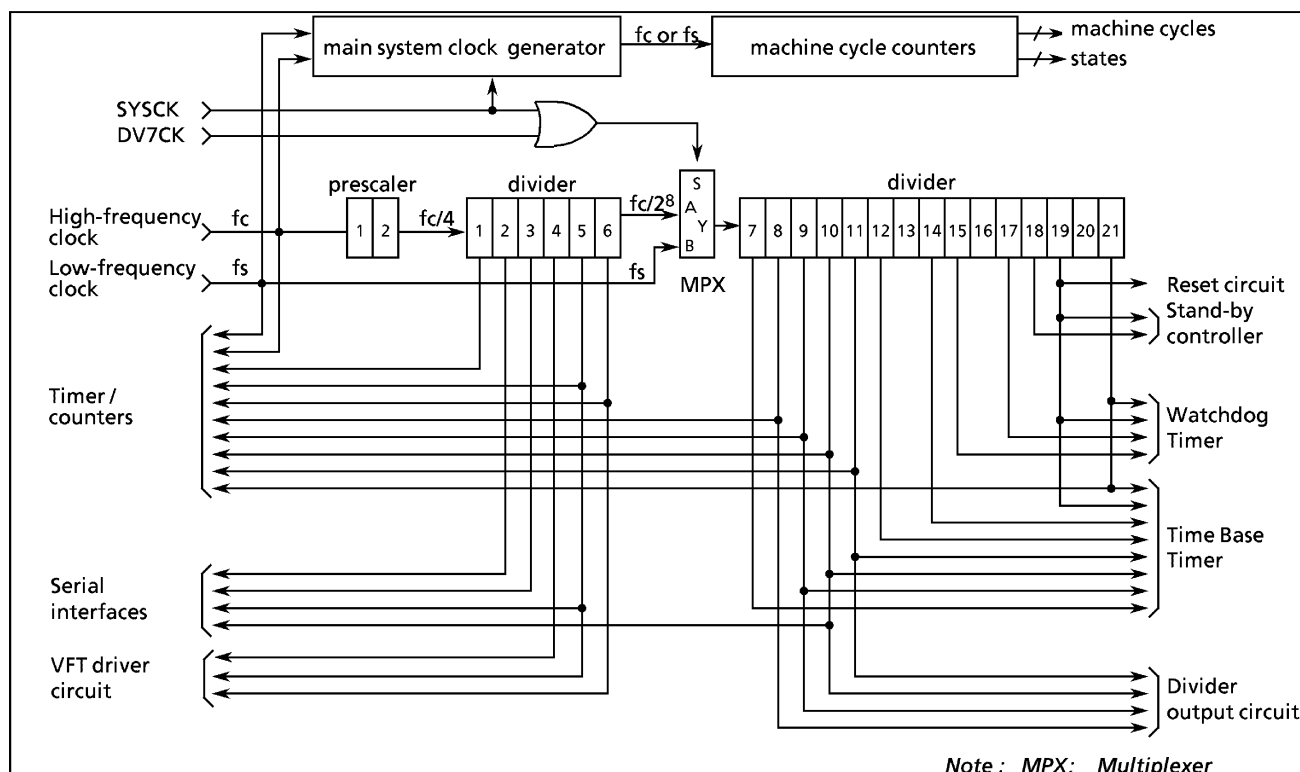 main system clock generator
fc or fs
machine cycle counters
machine cycles
states
SYSCK
DV7CK
prescaler
divider
divider
High-frequency
clock
fc
1 2
fc/4
1 2 3 4 5 6
fc/2⁸
S
A
Y
B
MPX
7 8 9 10 11 12 13 14 15 16 17 18 19 20 21
Low-frequency
clock
fs
fs
Reset circuit
Stand-by
controller
Timer /
counters
Watchdog
Timer
Time Base
Timer
Serial
interfaces
VFT driver
circuit
Divider
output circuit
Note : MPX: Multiplexer